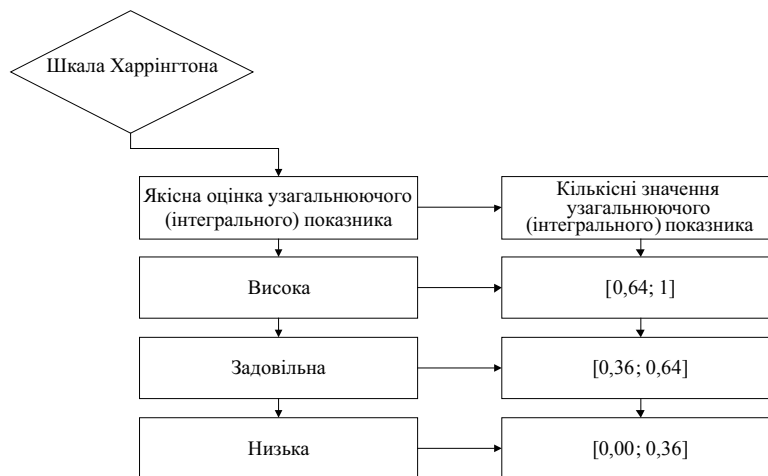 Шкала Харрінгтона
Якісна оцінка узагальнюючого
(інтегрального) показника
Кількісні значення
узагальнюючого
(інтегрального) показника
Висока
[0,64; 1]
Задовільна
[0,36; 0,64]
Низька
[0,00; 0,36]